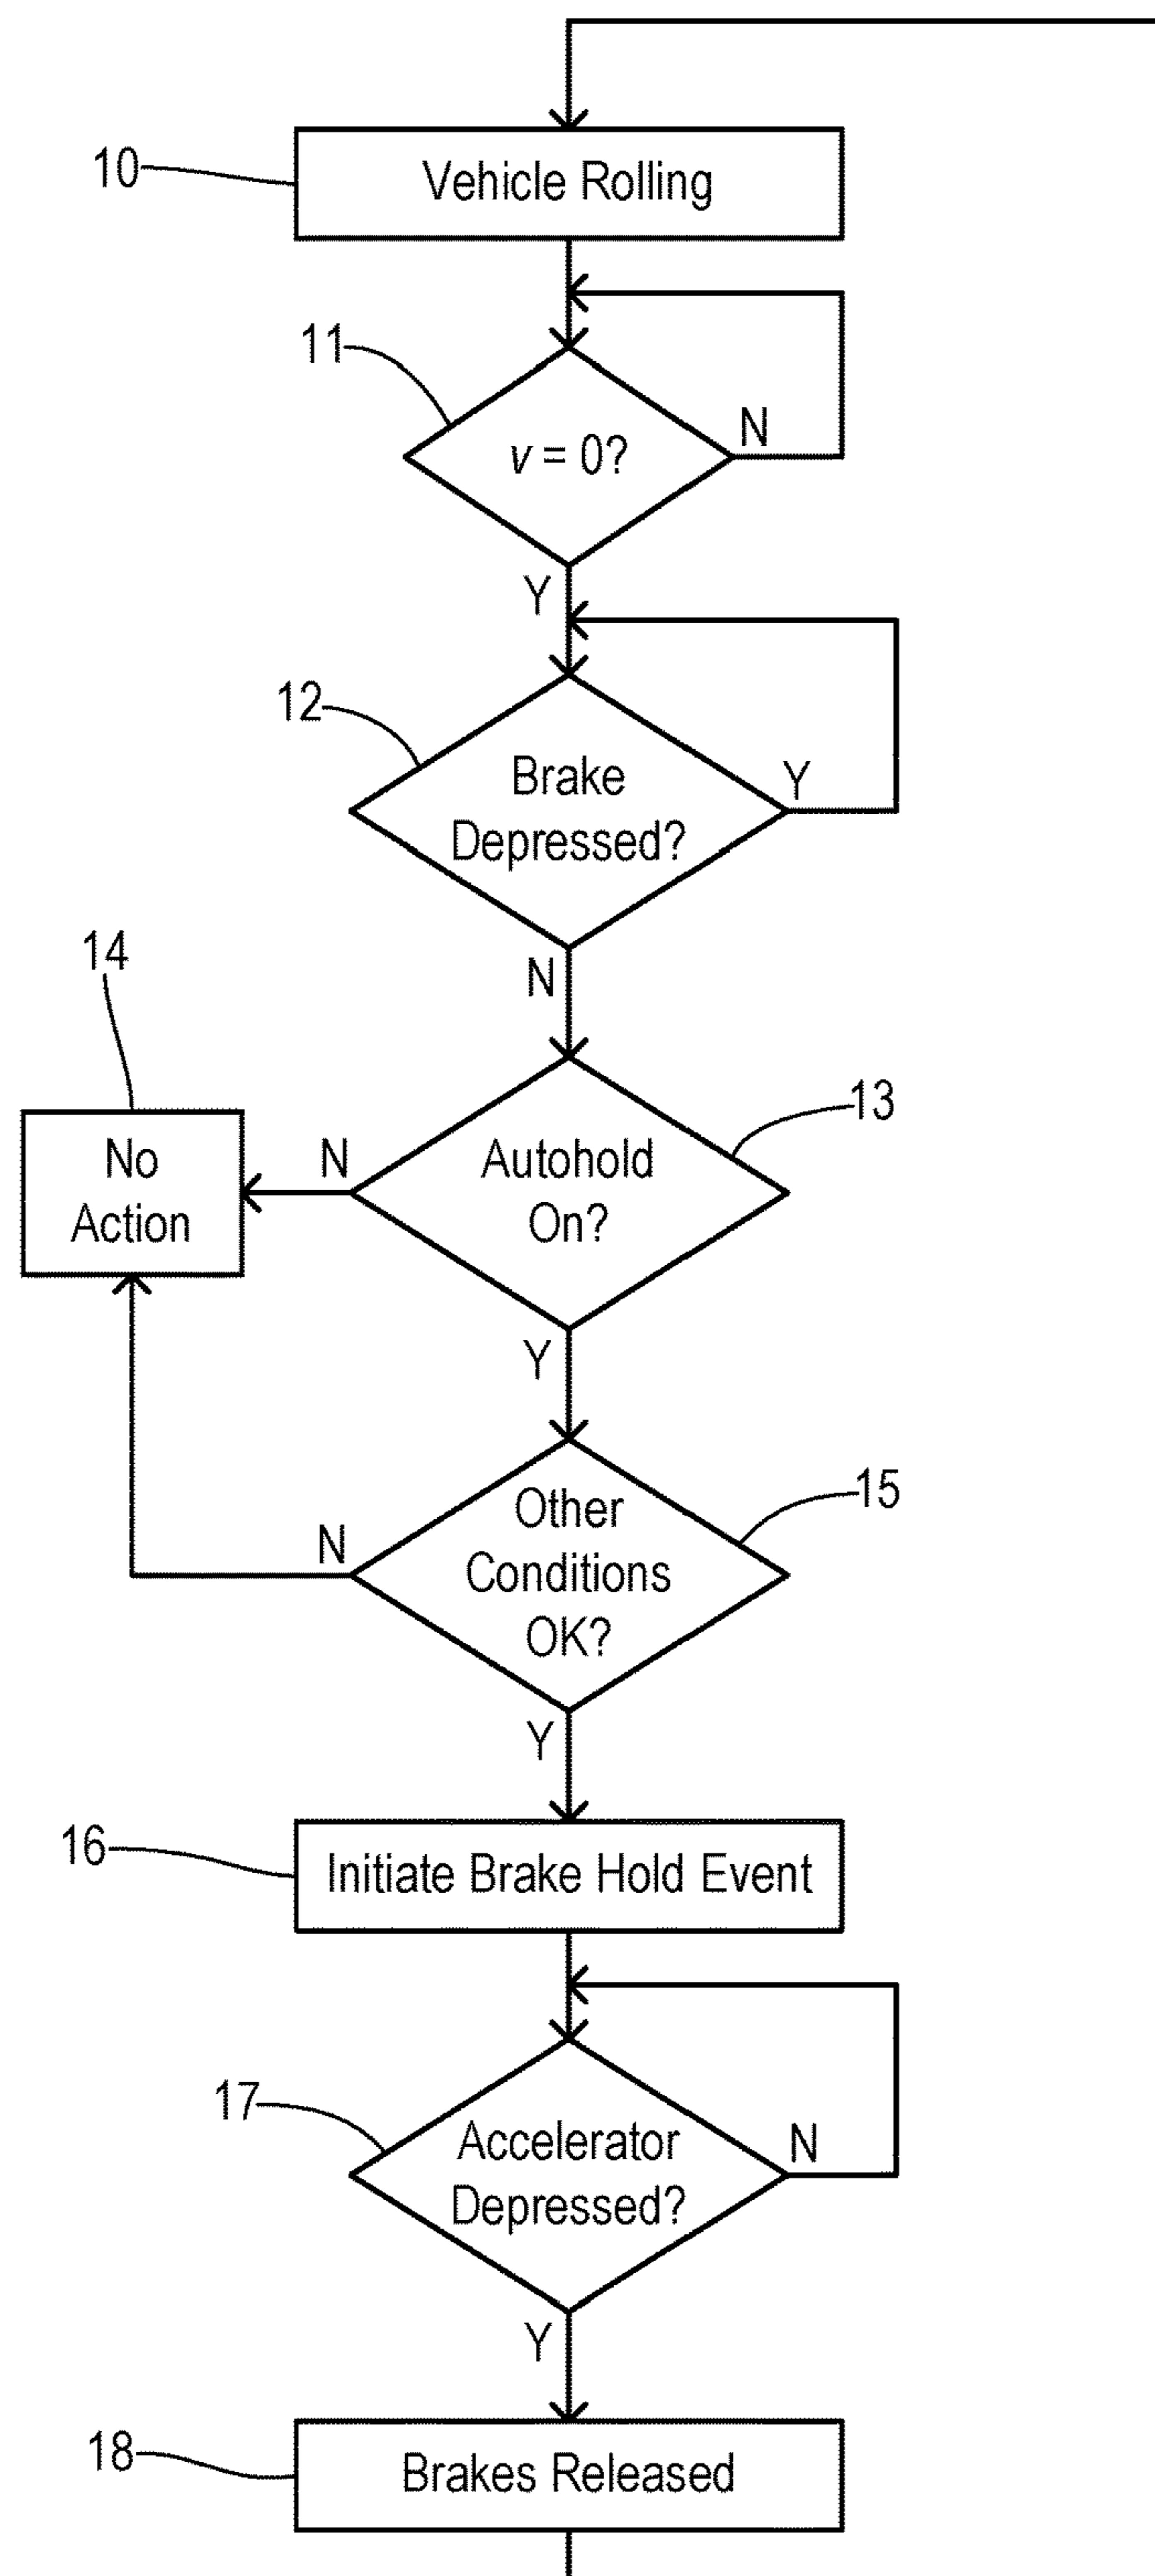 10
Vehicle Rolling
11
v = 0?
N
Y
12
Brake
Depressed?
Y
N
14
No
Action
N
Autohold
On?
13
Y
Other
Conditions
OK?
15
N
Y
16
Initiate Brake Hold Event
17
Accelerator
Depressed?
N
Y
18
Brakes Released